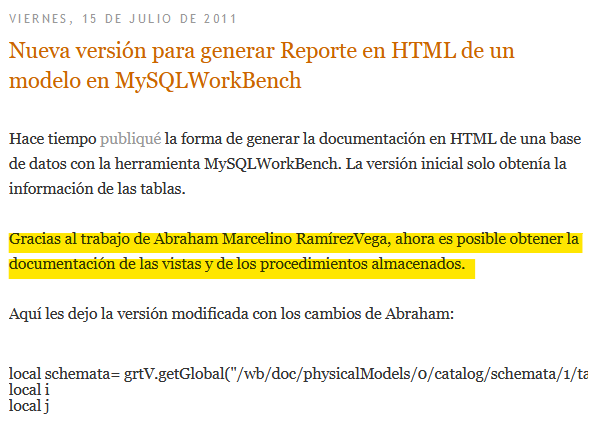 VIERNES, 15 DE JULIO DE 2011
Nueva versión para generar Reporte en HTML de un
modelo en MySQLWorkBench
Hace tiempo publiqué la forma de generar la documentación en HTML de una base
de datos con la herramienta MySQLWorkBench. La versión inicial solo obtenía la
información de las tablas.
Gracias al trabajo de Abraham Marcelino RamírezVega, ahora es posible obtener la
documentación de las vistas y de los procedimientos almacenados.
Aquí les dejo la versión modificada con los cambios de Abraham:
local schemata= grtV.getGlobal("/wb/doc/physicalModels/0/catalog/schemata/1/ta
local i
local j